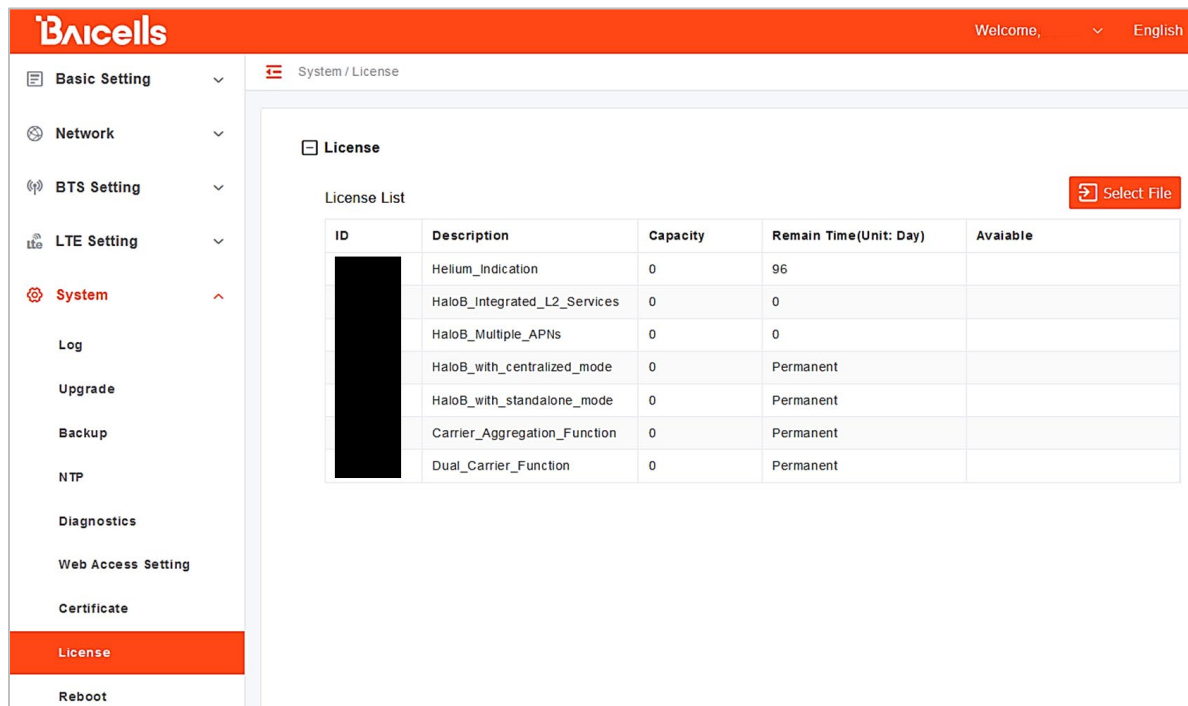 BAICELLS
Welcome, English
Basic Setting
System / License
Network
License
BTS Setting
License List
Select File
LTE Setting
ID Description Capacity Remain Time(Unit: Day) Avaiable
Helium_Indication 0 96
System
HaloB_Integrated_L2_Services 0 0
HaloB_Multiple_APNs 0 0
Log
HaloB_with_centralized_mode 0 Permanent
Upgrade
HaloB_with_standalone_mode 0 Permanent
Backup
Carrier_Aggregation_Function 0 Permanent
Dual_Carrier_Function 0 Permanent
NTP
Diagnostics
Web Access Setting
Certificate
License
Reboot